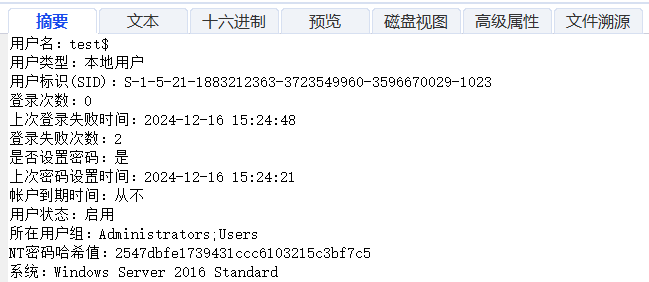 摘要 文本 十六进制 预览 磁盘视图 高级属性 文件溯源
用户名：test$
用户类型：本地用户
用户标识(SID)：S-1-5-21-1883212363-3723549960-3596670029-1023
登录次数：0
上次登录失败时间：2024-12-16 15:24:48
登录失败次数：2
是否设置密码：是
上次密码设置时间：2024-12-16 15:24:21
帐户到期时间：从不
用户状态：启用
所在用户组：Administrators;Users
NT密码哈希值：2547dbfe1739431ccc6103215c3bf7c5
系统：Windows Server 2016 Standard